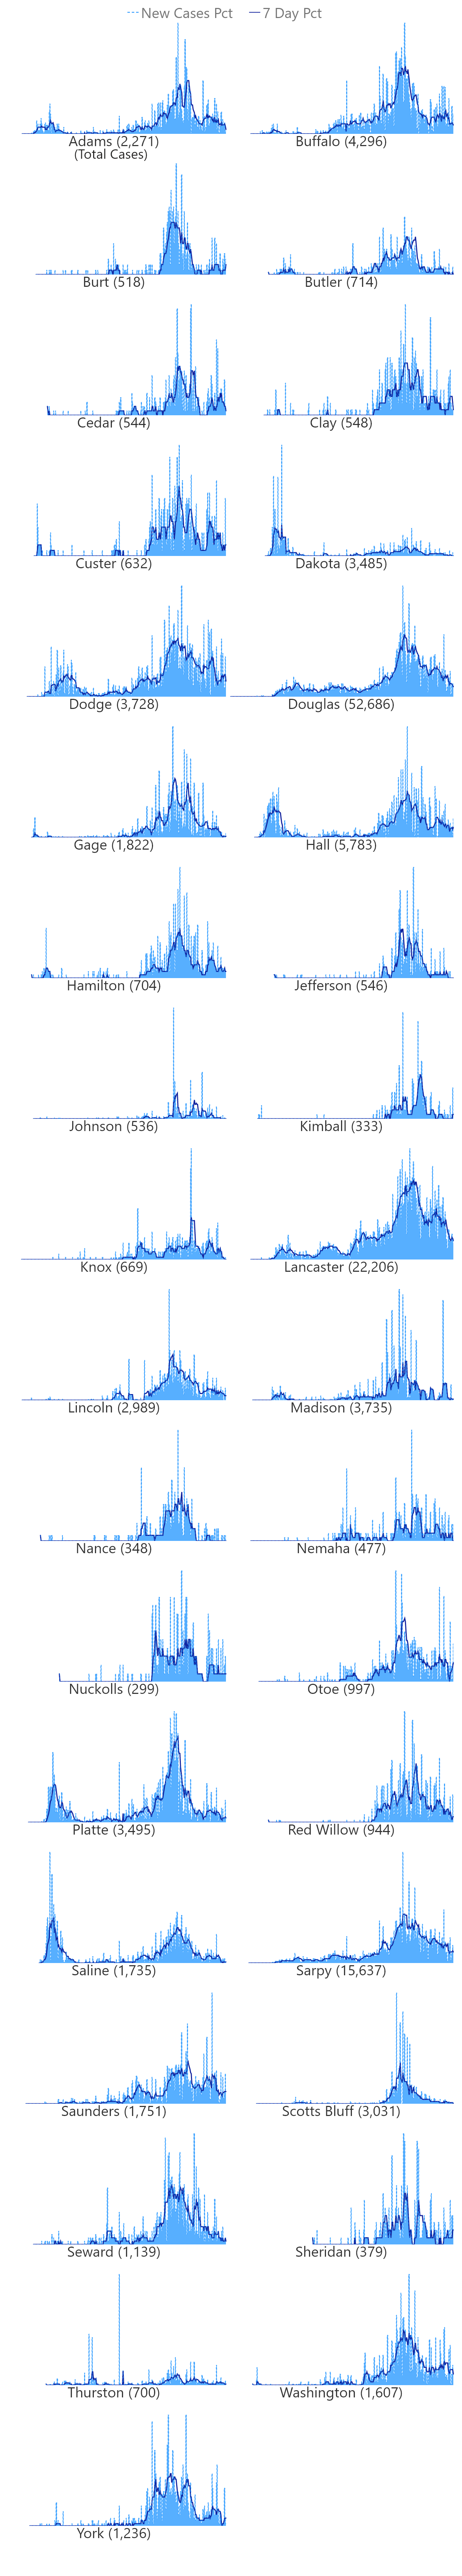 New Cases Pct 7 Day Pct
Adams (2,271) Buffalo (4,296)
(Total Cases)
Burt (518) Butler (714)
Cedar (544) Clay (548)
Custer (632) Dakota (3,485)
Dodge (3,728) Douglas (52,686)
Gage (1,822) Hall (5,783)
Hamilton (704) Jefferson (546)
Johnson (536) Kimball (333)
Knox (669) Lancaster (22,206)
Lincoln (2,989) Madison (3,735)
Nance (348) Nemaha (477)
Nuckolls (299) Otoe (997)
Platte (3,495) Red Willow (944)
Saline (1,735) Sarpy (15,637)
Saunders (1,751) Scotts Bluff (3,031)
Seward (1,139) Sheridan (379)
Thurston (700) Washington (1,607)
York (1,236)